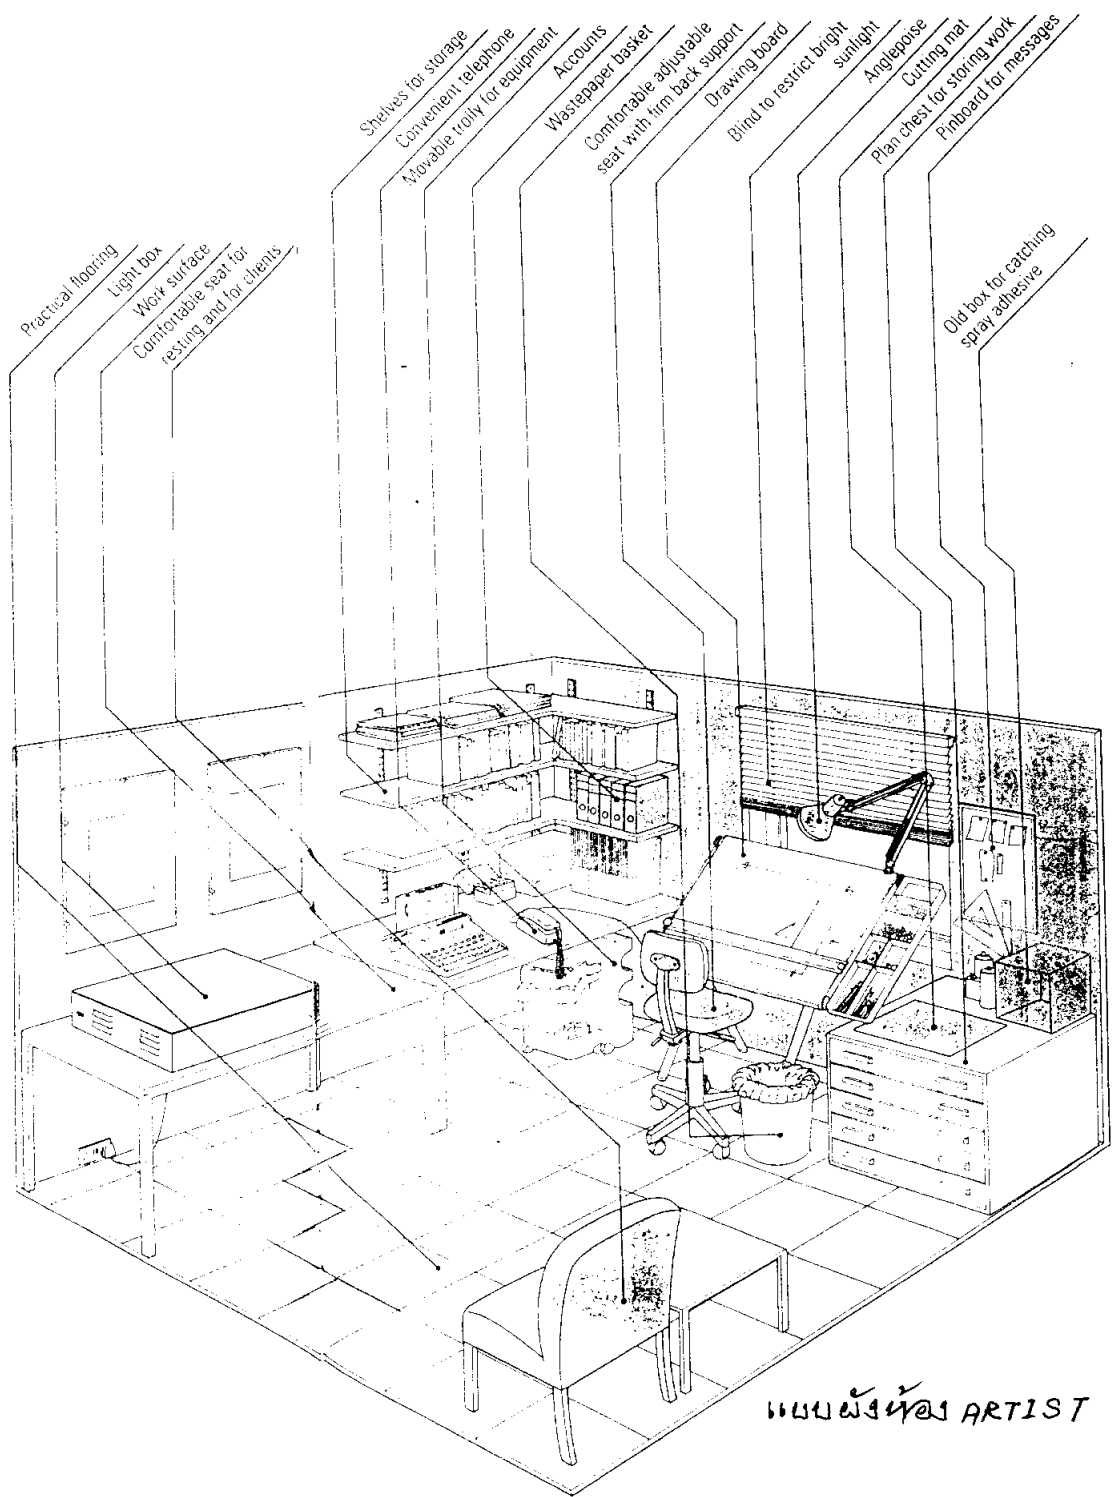 Shelves for storage
Convenient telephone
Movable trolly for equipment
Accounts
Wastepaper basket
Comfortable adjustable
seat with firm back support
Drawing board
Blind to restrict bright
sunlight
Anglepoise
Cutting mat
Plan chest for storing work
Pinboard for messages
Practical flooring
Light box
Work surface
Comfortable seat for
resting and for clients
Old box for catching
spray adhesive
แบบผังห้อง ARTIST